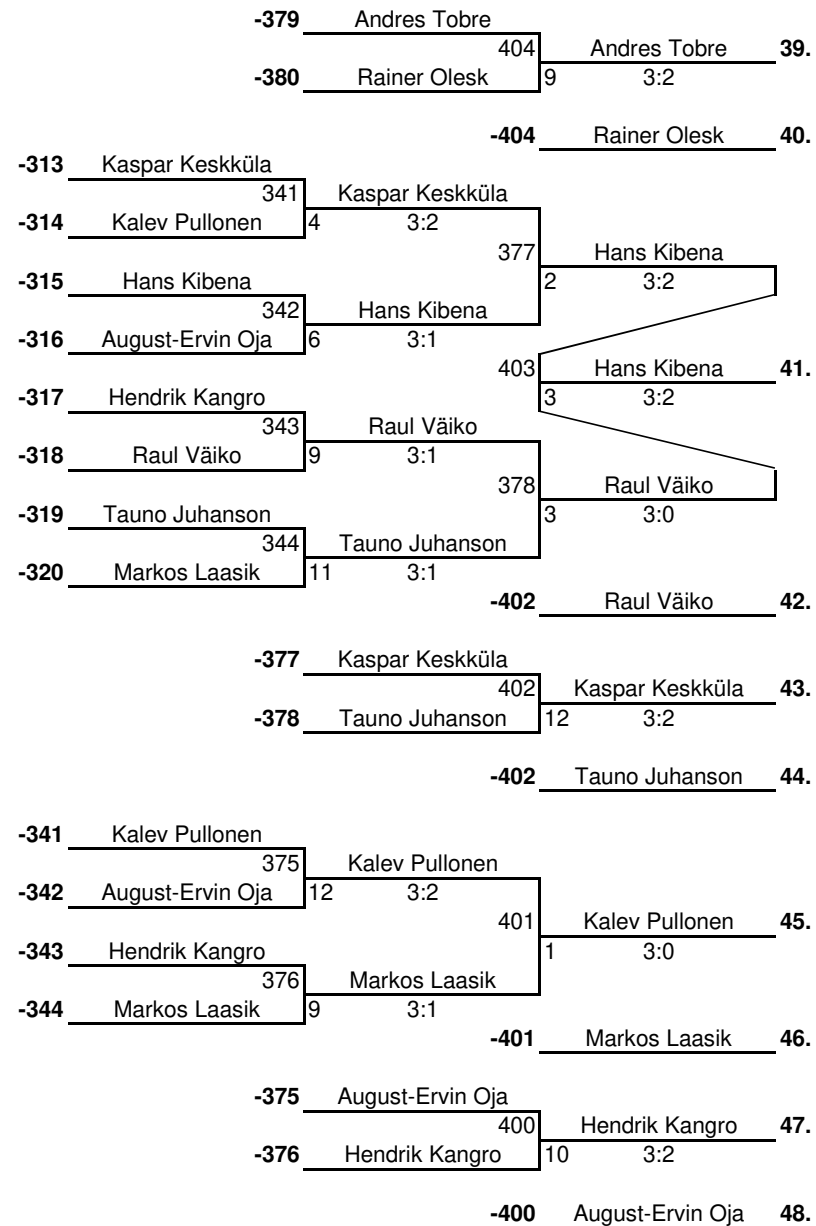 -379 Andres Tobre
404 Andres Tobre 39.
-380 Rainer Olesk 9 3:2
-404 Rainer Olesk 40.
-313 Kaspar Keskküla
341 Kaspar Keskküla
-314 Kalev Pullonen 4 3:2
377 Hans Kibena
-315 Hans Kibena 2 3:2
342 Hans Kibena
-316 August-Ervin Oja 6 3:1
403 Hans Kibena 41.
-317 Hendrik Kangro 3 3:2
343 Raul Väiko
-318 Raul Väiko 9 3:1
378 Raul Väiko
-319 Tauno Juhanson 3 3:0
344 Tauno Juhanson
-320 Markos Laasik 11 3:1
-402 Raul Väiko 42.
-377 Kaspar Keskküla
402 Kaspar Keskküla 43.
-378 Tauno Juhanson 12 3:2
-402 Tauno Juhanson 44.
-341 Kalev Pullonen
375 Kalev Pullonen
-342 August-Ervin Oja 12 3:2
401 Kalev Pullonen 45.
-343 Hendrik Kangro 1 3:0
376 Markos Laasik
-344 Markos Laasik 9 3:1
-401 Markos Laasik 46.
-375 August-Ervin Oja
400 Hendrik Kangro 47.
-376 Hendrik Kangro 10 3:2
-400 August-Ervin Oja 48.